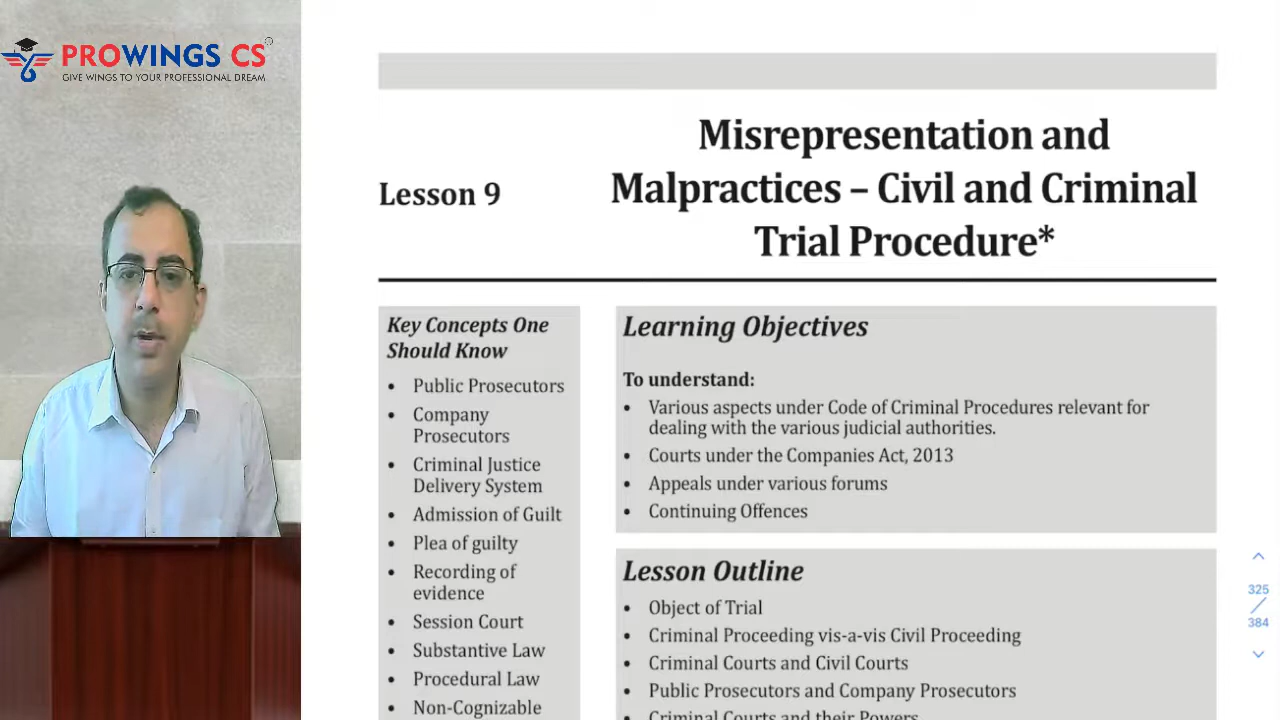 PROWINGS CS
GIVE WINGS TO YOUR PROFESSIONAL DREAM
Lesson 9
Misrepresentation and
Malpractices – Civil and Criminal
Trial Procedure*
Key Concepts One
Should Know
• Public Prosecutors
• Company
Prosecutors
• Criminal Justice
Delivery System
• Admission of Guilt
• Plea of guilty
• Recording of
evidence
• Session Court
• Substantive Law
• Procedural Law
• Non-Cognizable
Learning Objectives
To understand:
• Various aspects under Code of Criminal Procedures relevant for
dealing with the various judicial authorities.
• Courts under the Companies Act, 2013
• Appeals under various forums
• Continuing Offences
Lesson Outline
• Object of Trial
• Criminal Proceeding vis-a-vis Civil Proceeding
• Criminal Courts and Civil Courts
• Public Prosecutors and Company Prosecutors
• Criminal Courts and their Powers
325
/
384